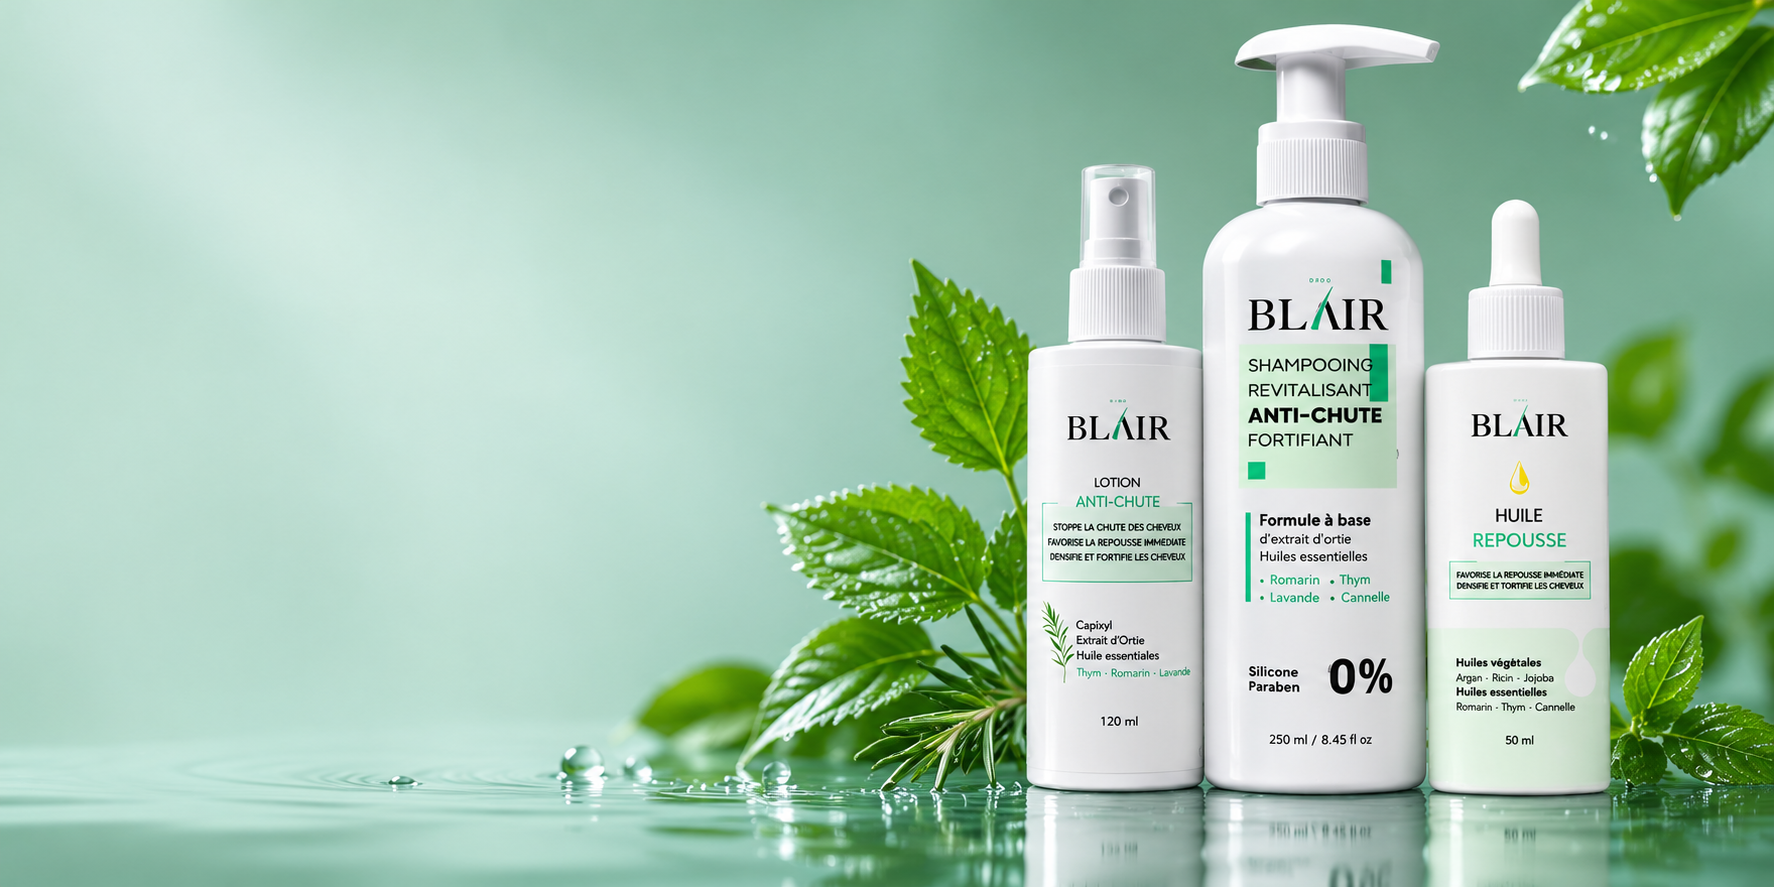 BLAIR
LOTION
ANTI-CHUTE
STOPPE LA CHUTE DES CHEVEUX
FAVORISE LA REPOUSSE IMMEDIATE
DENSIFIE ET FORTIFIE LES CHEVEUX
Capixyl
Extrait d'Ortie
Huile essentiales
Thym - Romarin - Lavande
120 ml
BLAIR
SHAMPOOING
REVITALISANT
ANTI-CHUTE
FORTIFIANT
Formule à base
d'extrait d'ortie
Huiles essentielles
• Romarin • Thym
• Lavande • Cannelle
Silicone
Paraben
0%
250 ml / 8.45 fl oz
BLAIR
HUILE
REPOUSSE
FAVORISE LA REPOUSSE IMMÉDIATE
DENSIFIE ET TORTIFIE LES CHEVEUX
Huiles végétales
Argan - Ricin - Jojoba
Huiles essentielles
Romarin - Thym - Cannelle
50 ml